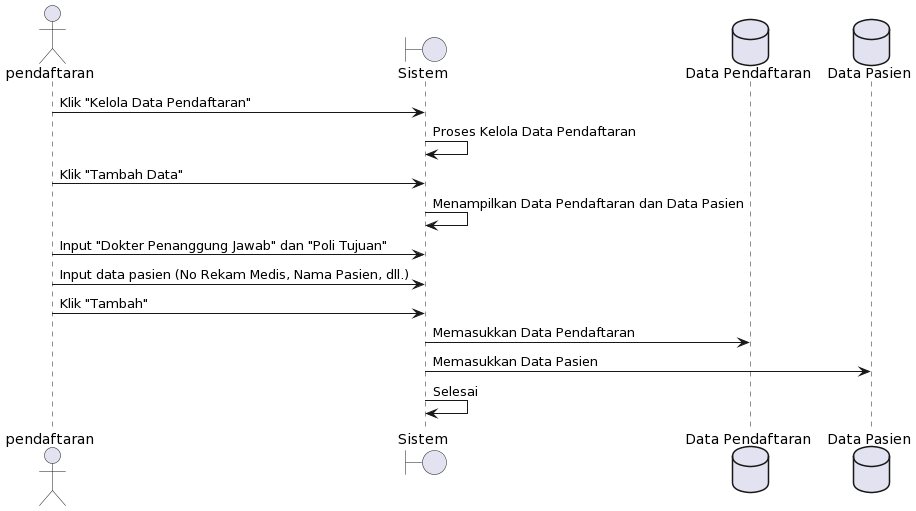 pendaftaran
Sistem
Data Pendaftaran
Data Pasien
Klik "Kelola Data Pendaftaran"
Proses Kelola Data Pendaftaran
Klik "Tambah Data"
Menampilkan Data Pendaftaran dan Data Pasien
Input "Dokter Penanggung Jawab" dan "Poli Tujuan"
Input data pasien (No Rekam Medis, Nama Pasien, dll.)
Klik "Tambah"
Memasukkan Data Pendaftaran
Memasukkan Data Pasien
Selesai
pendaftaran
Sistem
Data Pendaftaran
Data Pasien